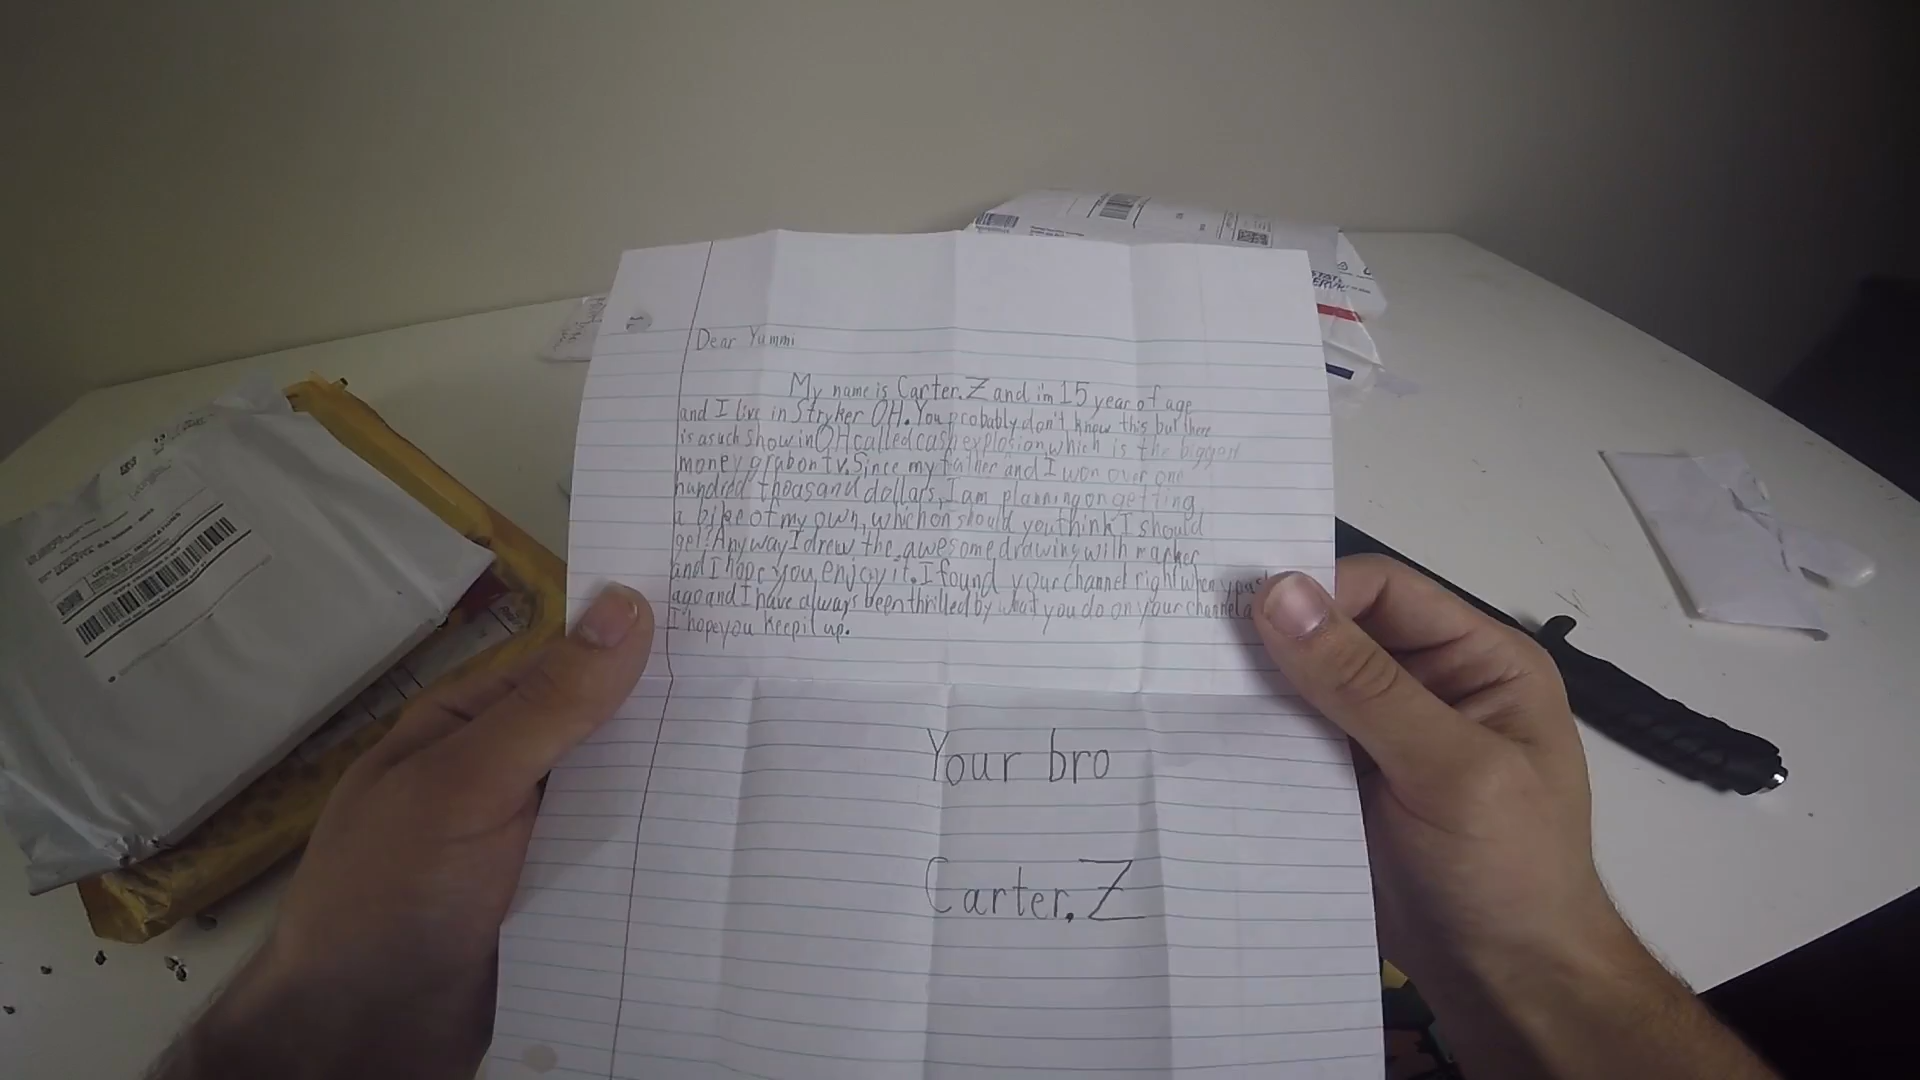 Dear Yummi
My name is Carter.Z and i'm 15 year of age
and I live in Stryker OH. You probably don't know this but there
is a such show in OH called cash explosion, which is the biggest
money grab on tv. Since my father and I won over one
hundred thoasand dollars, I am planning on getting
a bike of my own, which on should you think I should
get? Anyway I drew the awesome drawing with marker
and I hope you enjoy it. I found your channel right when you
ago and I have always been thrilled by what you do on your channel
I hope you keep it up.
Your bro
Carter.Z